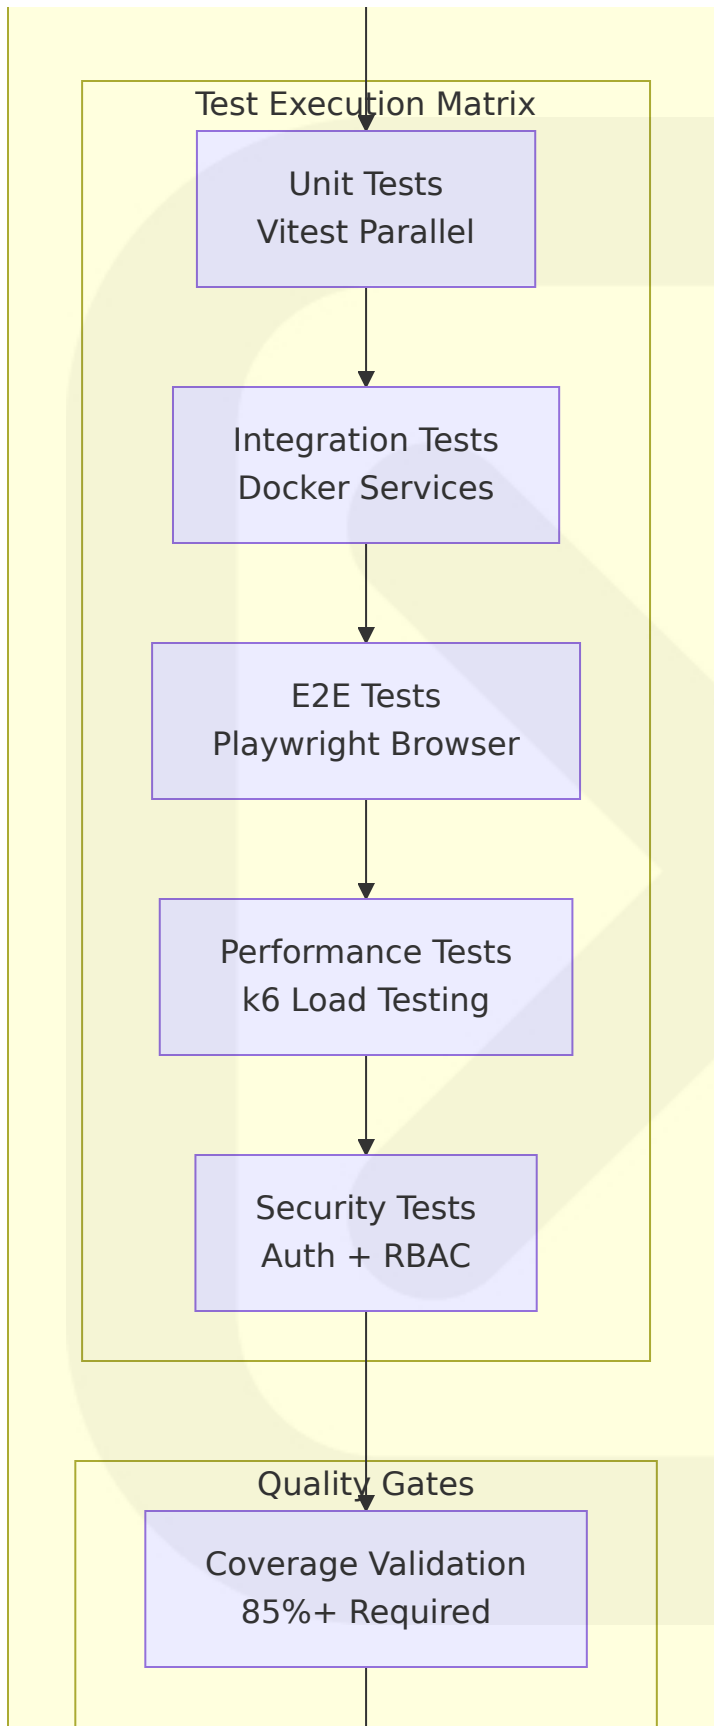 Test Execution Matrix
Unit Tests
Vitest Parallel
Integration Tests
Docker Services
E2E Tests
Playwright Browser
Performance Tests
k6 Load Testing
Security Tests
Auth + RBAC
Quality Gates
Coverage Validation
85%+ Required